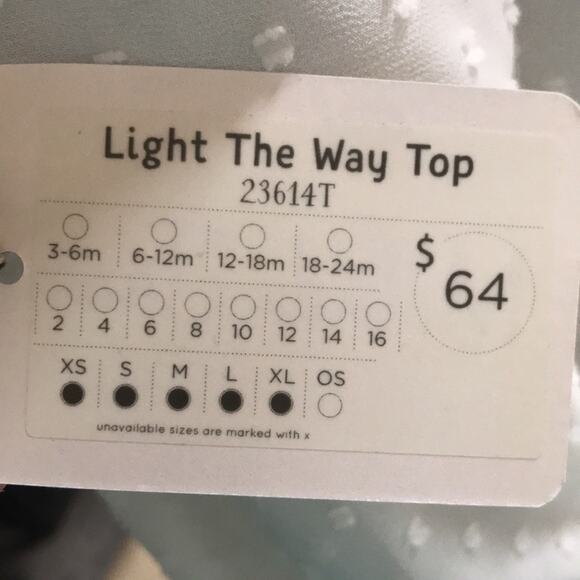 Light The Way Top
23614T
3-6m 6-12m 12-18m 18-24m
$ 64
2 4 6 8 10 12 14 16
XS S M L XL OS
unavailable sizes are marked with x